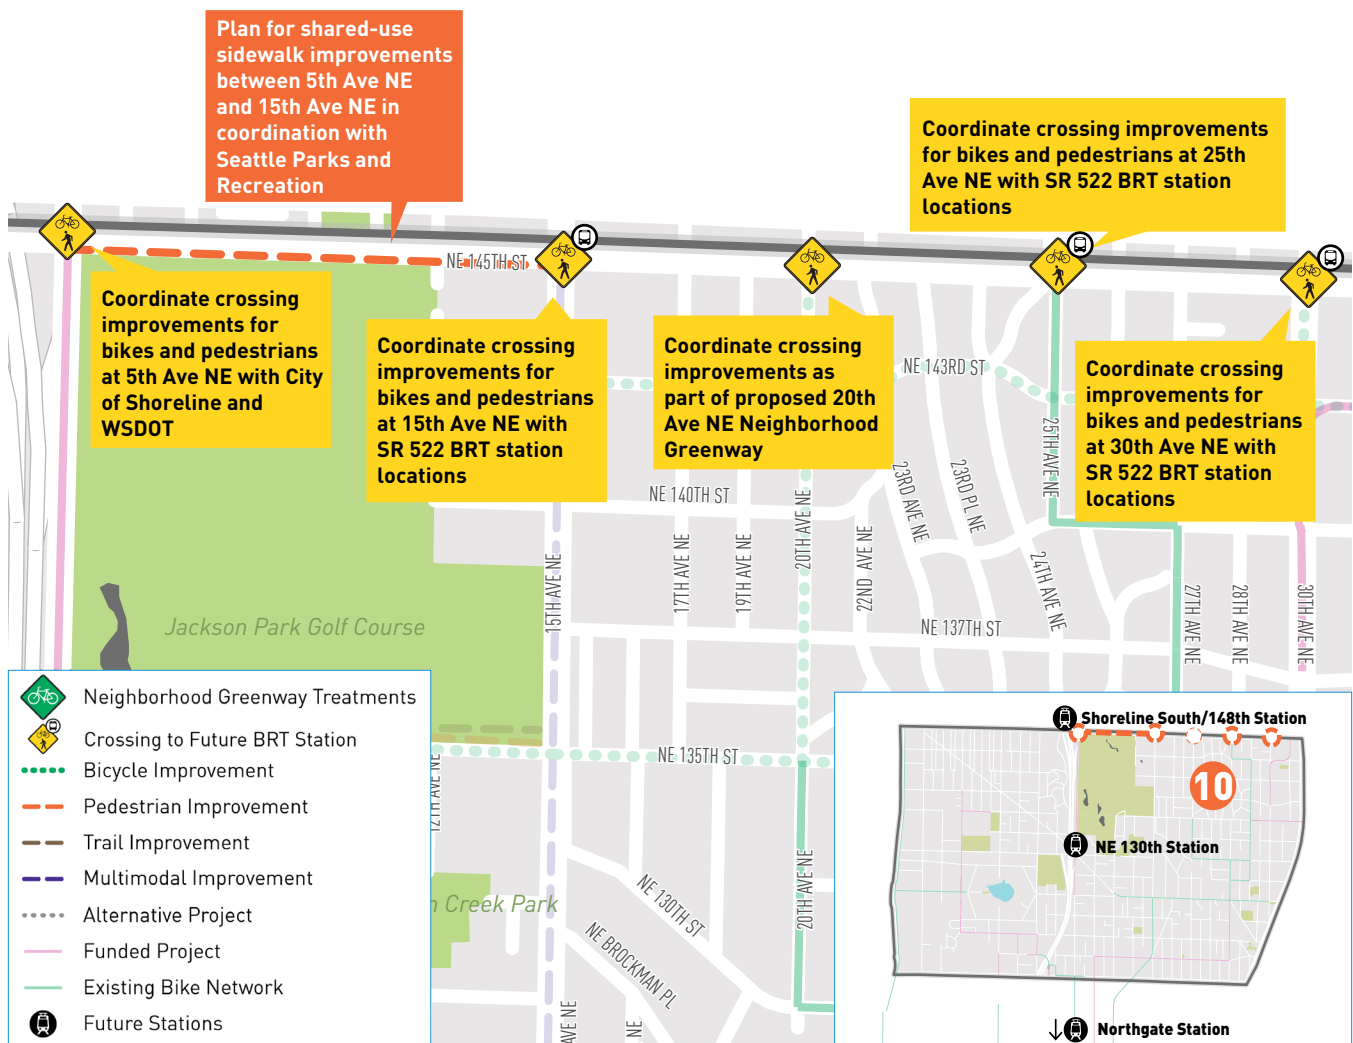 Plan for shared-use
sidewalk improvements
between 5th Ave NE
and 15th Ave NE in
coordination with
Seattle Parks and
Recreation
Coordinate crossing improvements
for bikes and pedestrians at 25th
Ave NE with SR 522 BRT station
locations
NE 145TH ST
Coordinate crossing
improvements for
bikes and pedestrians
at 5th Ave NE with City
of Shoreline and
WSDOT
Coordinate crossing
improvements for
bikes and pedestrians
at 15th Ave NE with
SR 522 BRT station
locations
Coordinate crossing
improvements as
part of proposed 20th
Ave NE Neighborhood
Greenway
Coordinate crossing
improvements for
bikes and pedestrians
at 30th Ave NE with
SR 522 BRT station
locations
NE 143RD ST
25TH AVE NE
NE 140TH ST
23RD AVE NE
23RD PL NE
20TH AVE NE
22ND AVE NE
24TH AVE NE
15TH AVE NE
17TH AVE NE
19TH AVE NE
27TH AVE NE
28TH AVE NE
30TH AVE NE
Jackson Park Golf Course
NE 137TH ST
NE 135TH ST
12TH AVE NE
20TH AVE NE
NE 130TH ST
NE BROCKMAN PL
Creek Park
AVE NE
NE
Neighborhood Greenway Treatments
Crossing to Future BRT Station
Bicycle Improvement
Pedestrian Improvement
Trail Improvement
Multimodal Improvement
Alternative Project
Funded Project
Existing Bike Network
Future Stations
Shoreline South/148th Station
10
NE 130th Station
Northgate Station